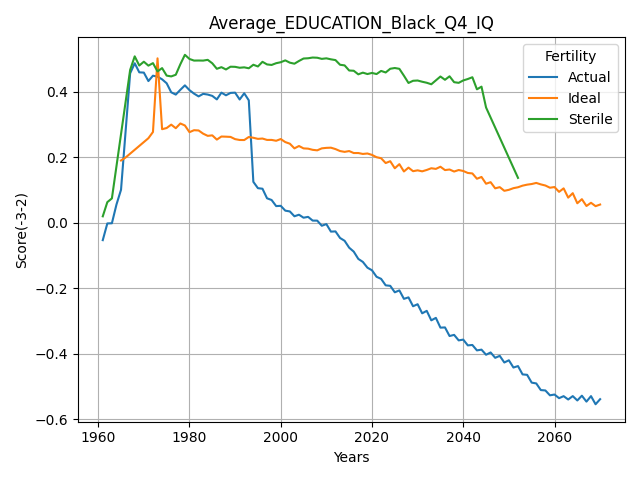 Average_EDUCATION_Black_Q4_IQ
Fertility
Actual
Ideal
Sterile
Score(-3-2)
0.4
0.2
0.0
−0.2
−0.4
−0.6
1960 1980 2000 2020 2040 2060
Years